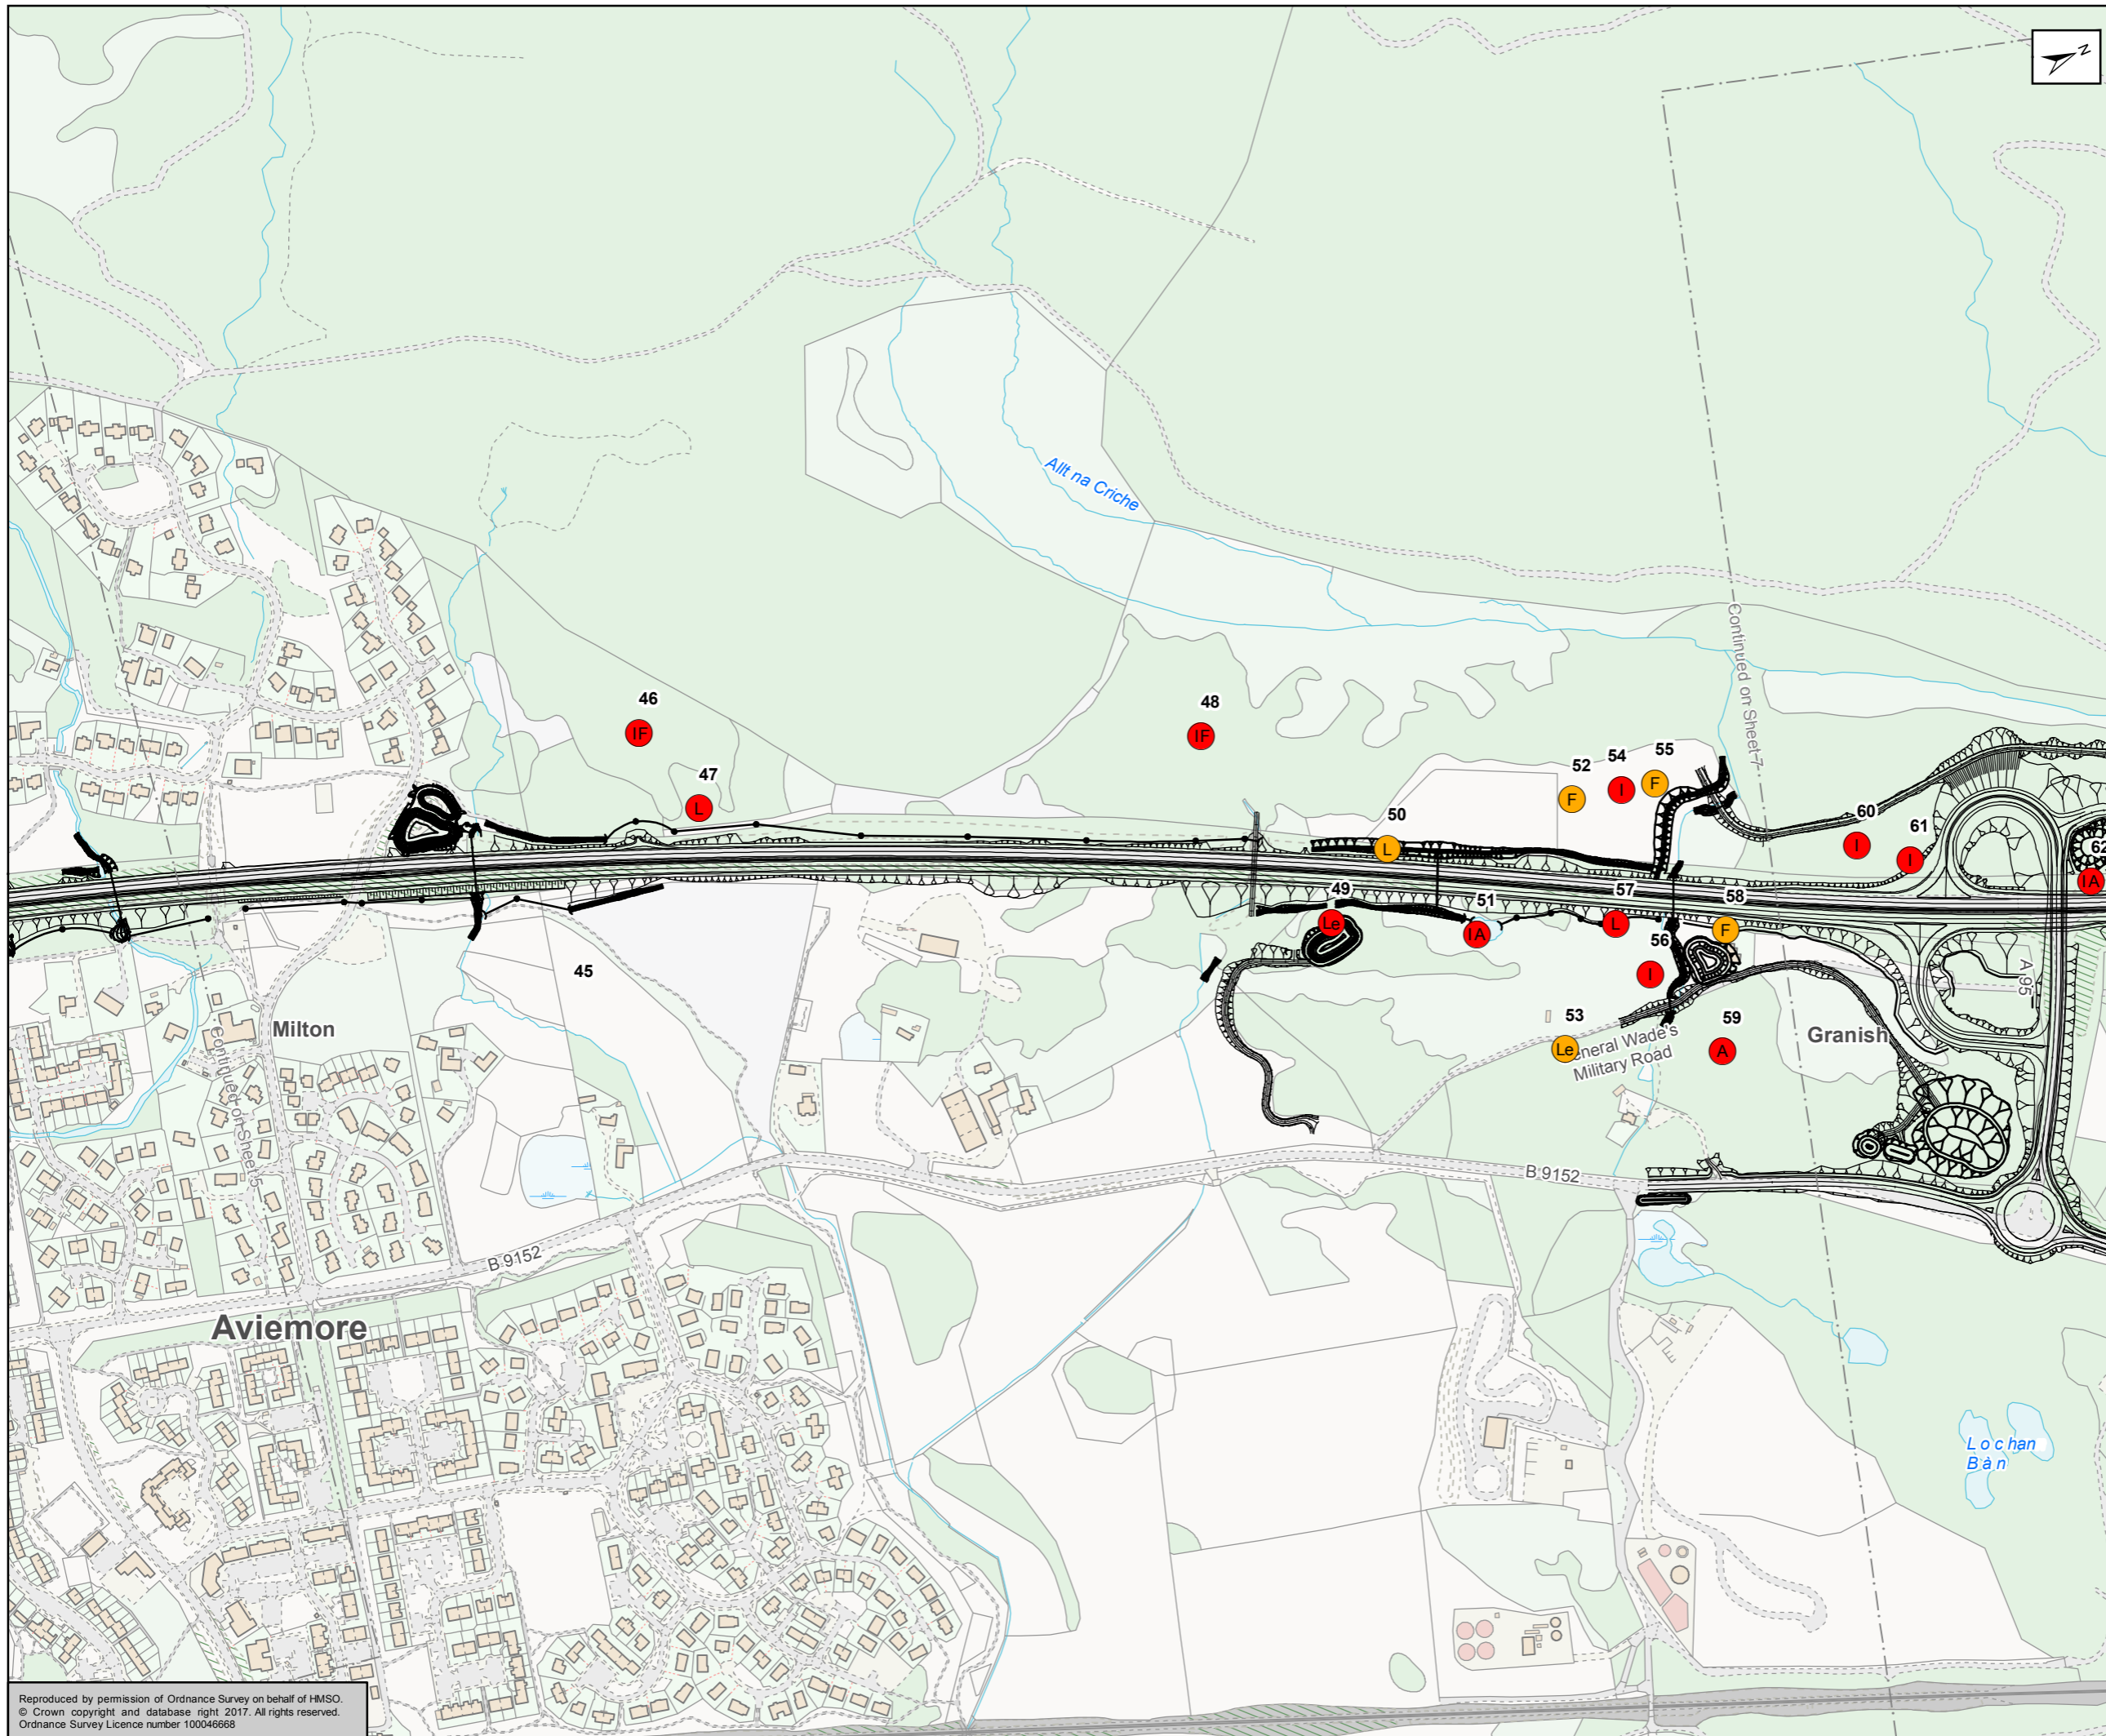 N
Allt na Criche
Continued on Sheet 7
46
IF
47
L
48
IF
50
L
52
F
54
I
55
F
60
I
61
I
62
IA
49
Le
51
IA
57
L
58
F
56
I
45
53
Le
59
A
A 95
Milton
Granish
General Wade's
Military Road
Continued on Sheet 5
B 9152
B 9152
Aviemore
Lochan
Bàn
Reproduced by permission of Ordnance Survey on behalf of HMSO.
© Crown copyright and database right 2017. All rights reserved.
Ordnance Survey Licence number 100046668